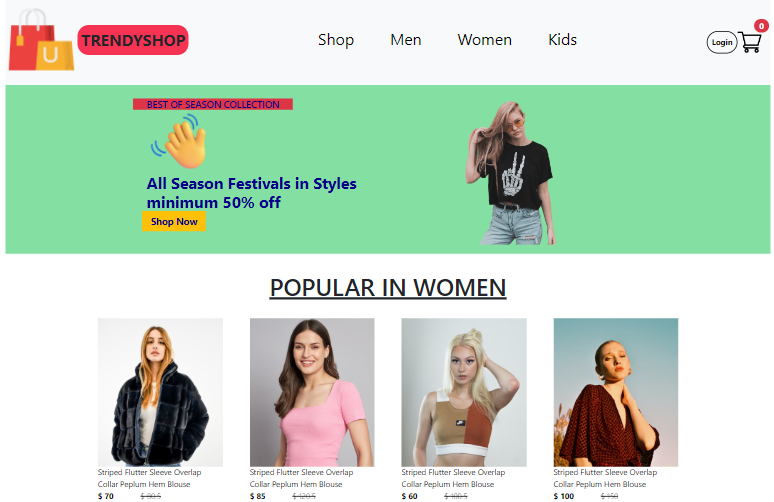 TRENDYSHOP
Shop
Men
Women
Kids
Login
0
BEST OF SEASON COLLECTION
All Season Festivals in Styles
minimum 50% off
Shop Now
POPULAR IN WOMEN
Striped Flutter Sleeve Overlap
Collar Peplum Hem Blouse
$ 70 $ 80.5
Striped Flutter Sleeve Overlap
Collar Peplum Hem Blouse
$ 85 $ 120.5
Striped Flutter Sleeve Overlap
Collar Peplum Hem Blouse
$ 60 $ 100.5
Striped Flutter Sleeve Overlap
Collar Peplum Hem Blouse
$ 100 $ 150